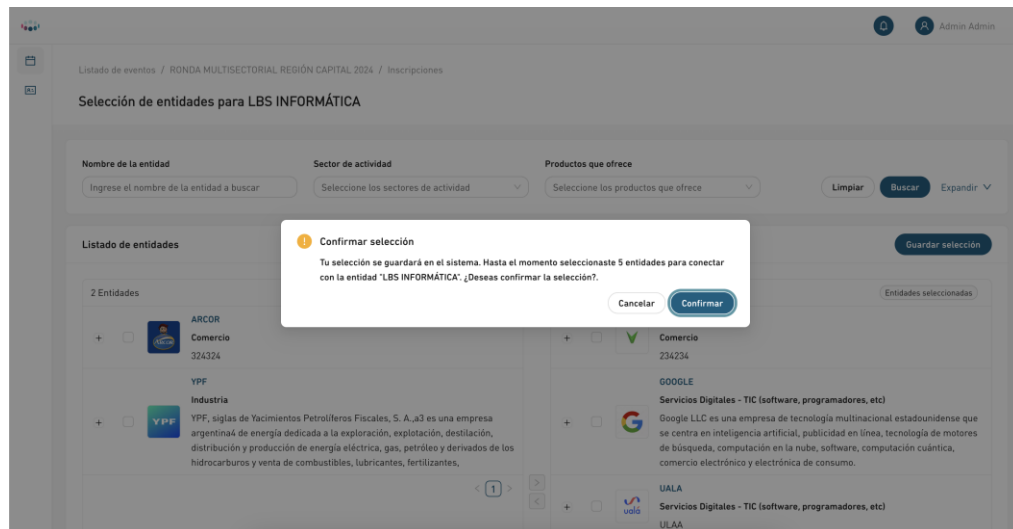 Admin Admin
Listado de eventos / RONDA MULTISECTORIAL REGIÓN CAPITAL 2024 / Inscripciones
Selección de entidades para LBS INFORMÁTICA
Nombre de la entidad
Sector de actividad
Productos que ofrece
Ingrese el nombre de la entidad a buscar
Seleccione los sectores de actividad
Seleccione los productos que ofrece
Limpiar
Buscar
Expandir
Listado de entidades
Guardar selección
Confirmar selección
Tu selección se guardará en el sistema. Hasta el momento seleccionaste 5 entidades para conectar
con la entidad "LBS INFORMÁTICA". ¿Deseas confirmar la selección?.
Cancelar
Confirmar
2 Entidades
Entidades seleccionadas
ARCOR
Comercio
324324
YPF
YPF
Industria
YPF, siglas de Yacimientos Petrolíferos Fiscales, S. A.,a3 es una empresa
argentina4 de energía dedicada a la exploración, explotación, destilación,
distribución y producción de energía eléctrica, gas, petróleo y derivados de los
hidrocarburos y venta de combustibles, lubricantes, fertilizantes,
< 1 >
Comercio
234234
GOOGLE
Servicios Digitales - TIC (software, programadores, etc)
Google LLC es una empresa de tecnología multinacional estadounidense que
se centra en inteligencia artificial, publicidad en línea, tecnología de motores
de búsqueda, computación en la nube, software, computación cuántica,
comercio electrónico y electrónica de consumo.
UALA
ualá
Servicios Digitales - TIC (software, programadores, etc)
ULAA